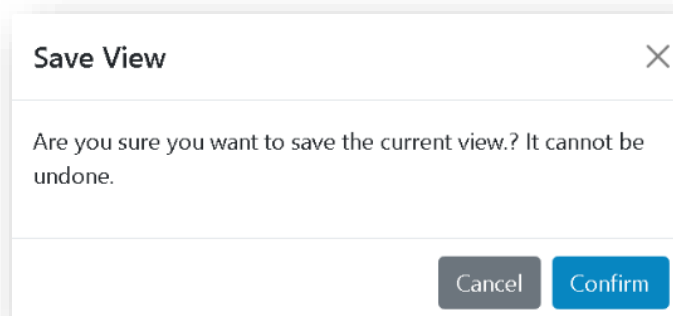 Save View
Are you sure you want to save the current view.? It cannot be
undone.
Cancel Confirm